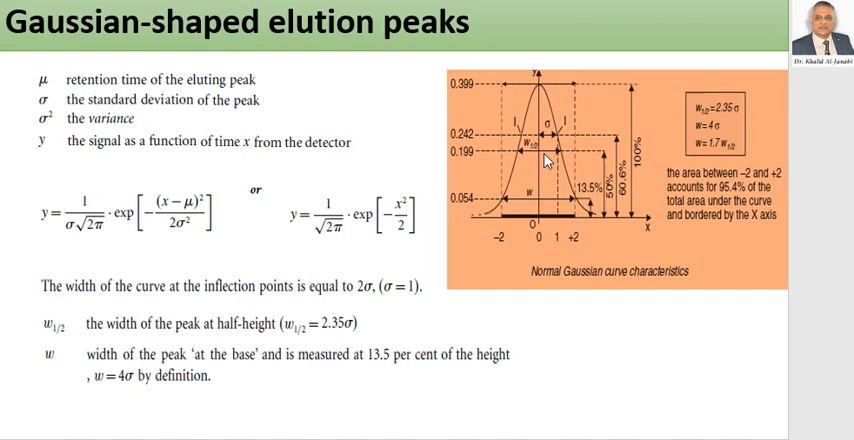 Gaussian-shaped elution peaks
Dr. Khalid Al-Janabi
μ retention time of the eluting peak
σ the standard deviation of the peak
σ² the variance
y the signal as a function of time x from the detector
y = 1/(σ√2π) · exp[−(x − μ)²/2σ²]
or
y = 1/√2π · exp[−x²/2]
The width of the curve at the inflection points is equal to 2σ, (σ = 1).
w1/2 the width of the peak at half-height (w1/2 = 2.35σ)
w width of the peak 'at the base' and is measured at 13.5 per cent of the height
, w = 4σ by definition.
Y
0.399
0.242
0.199
0.054
I
σ
I
W1/2
W
13.5%
50%
60.6%
100%
O
X
−2 0 1 +2
W1/2=2.35 σ
W=4σ
W=1.7 W1/2
the area between −2 and +2
accounts for 95.4% of the
total area under the curve
and bordered by the X axis
Normal Gaussian curve characteristics